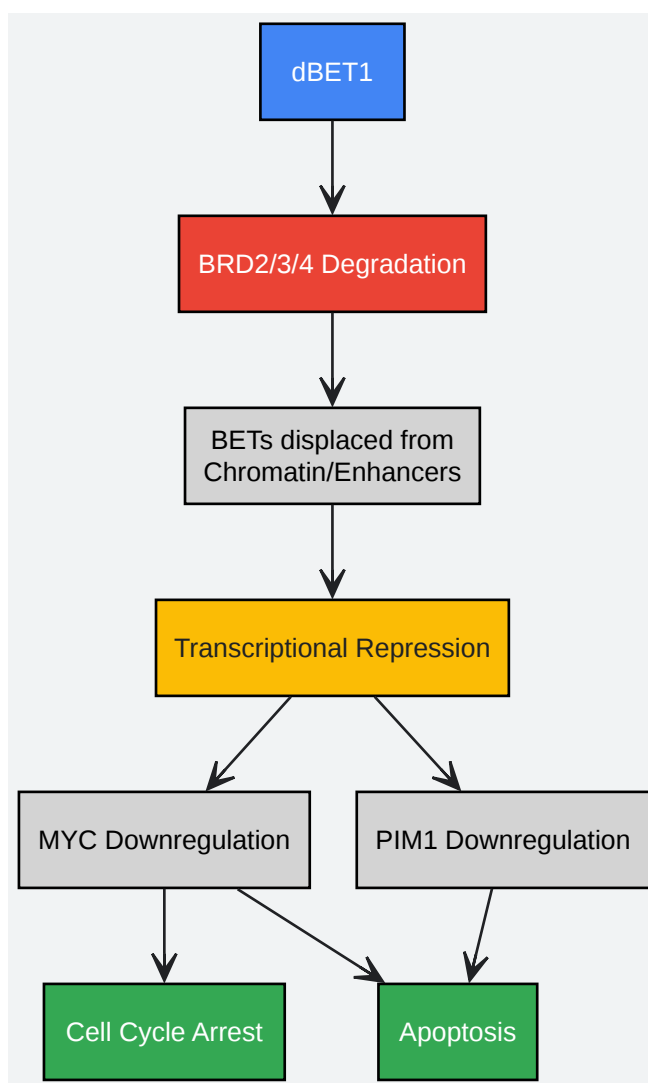 dBET1
BRD2/3/4 Degradation
BETs displaced from
Chromatin/Enhancers
Transcriptional Repression
MYC Downregulation
PIM1 Downregulation
Cell Cycle Arrest
Apoptosis